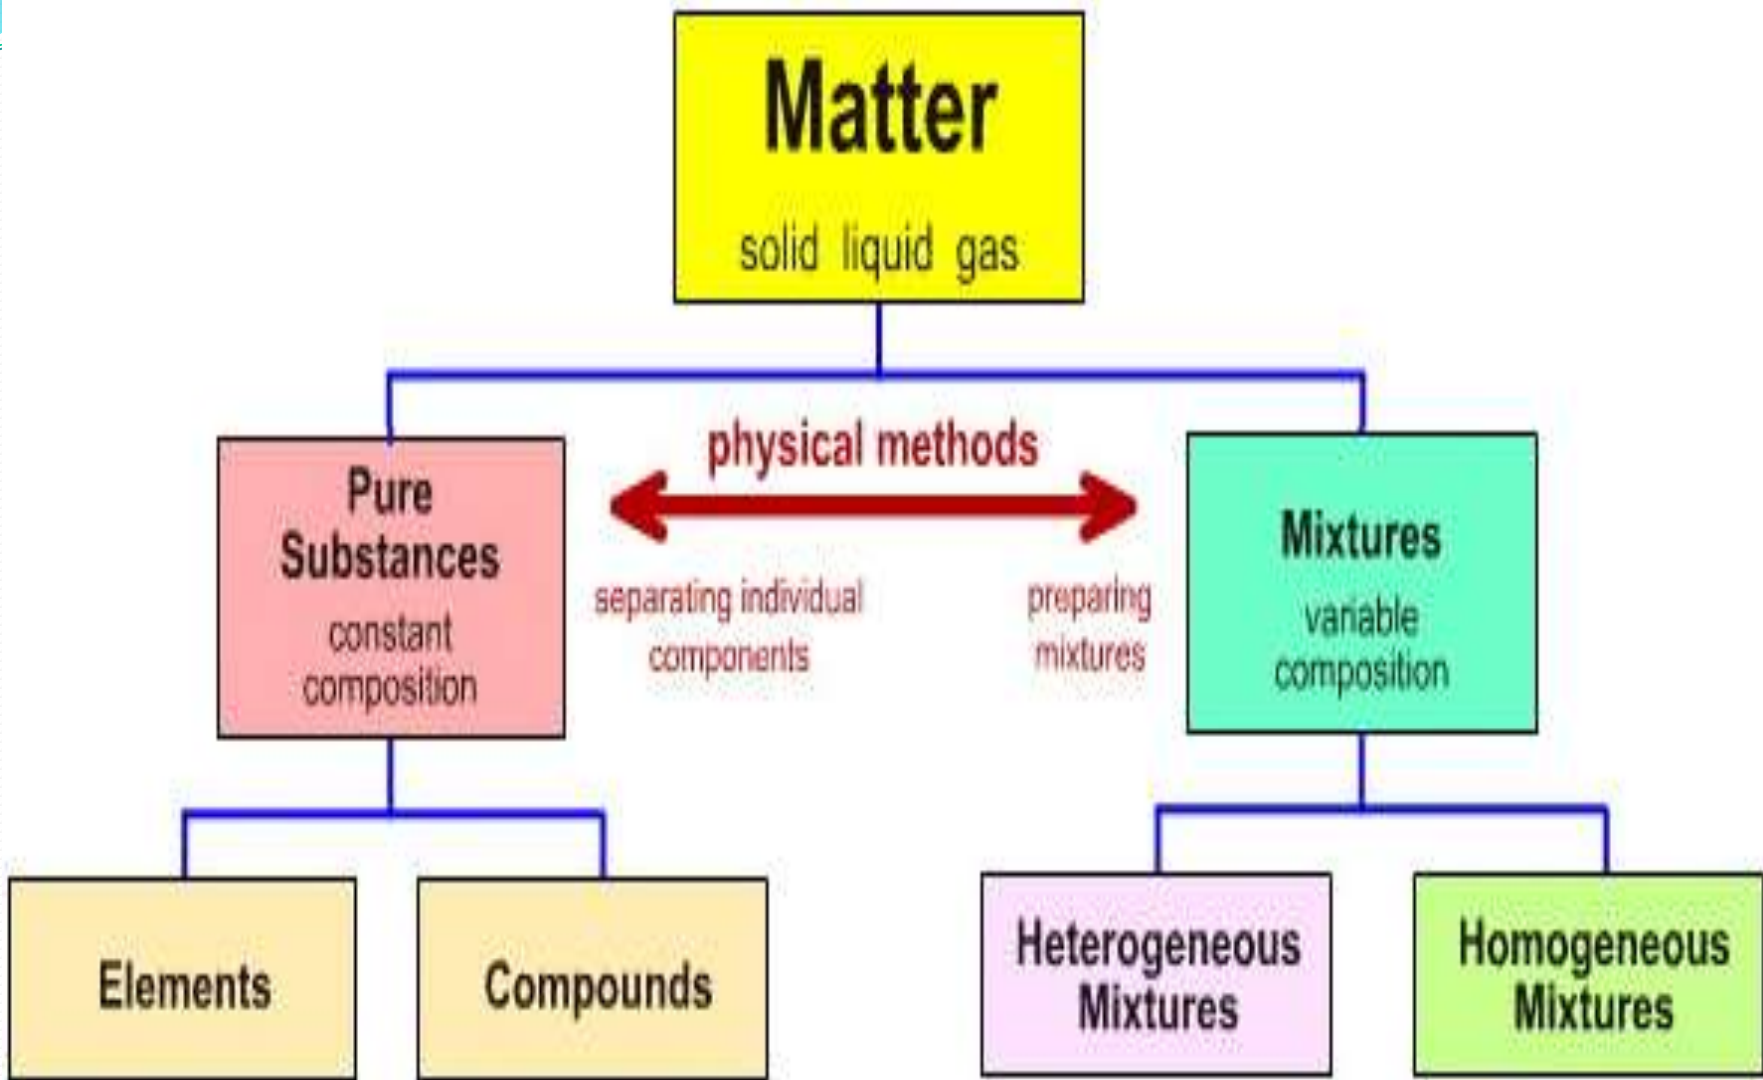 Matter
solid liquid gas
physical methods
Pure
Substances
constant
composition
separating individual
components
preparing
mixtures
Mixtures
variable
composition
Elements
Compounds
Heterogeneous
Mixtures
Homogeneous
Mixtures